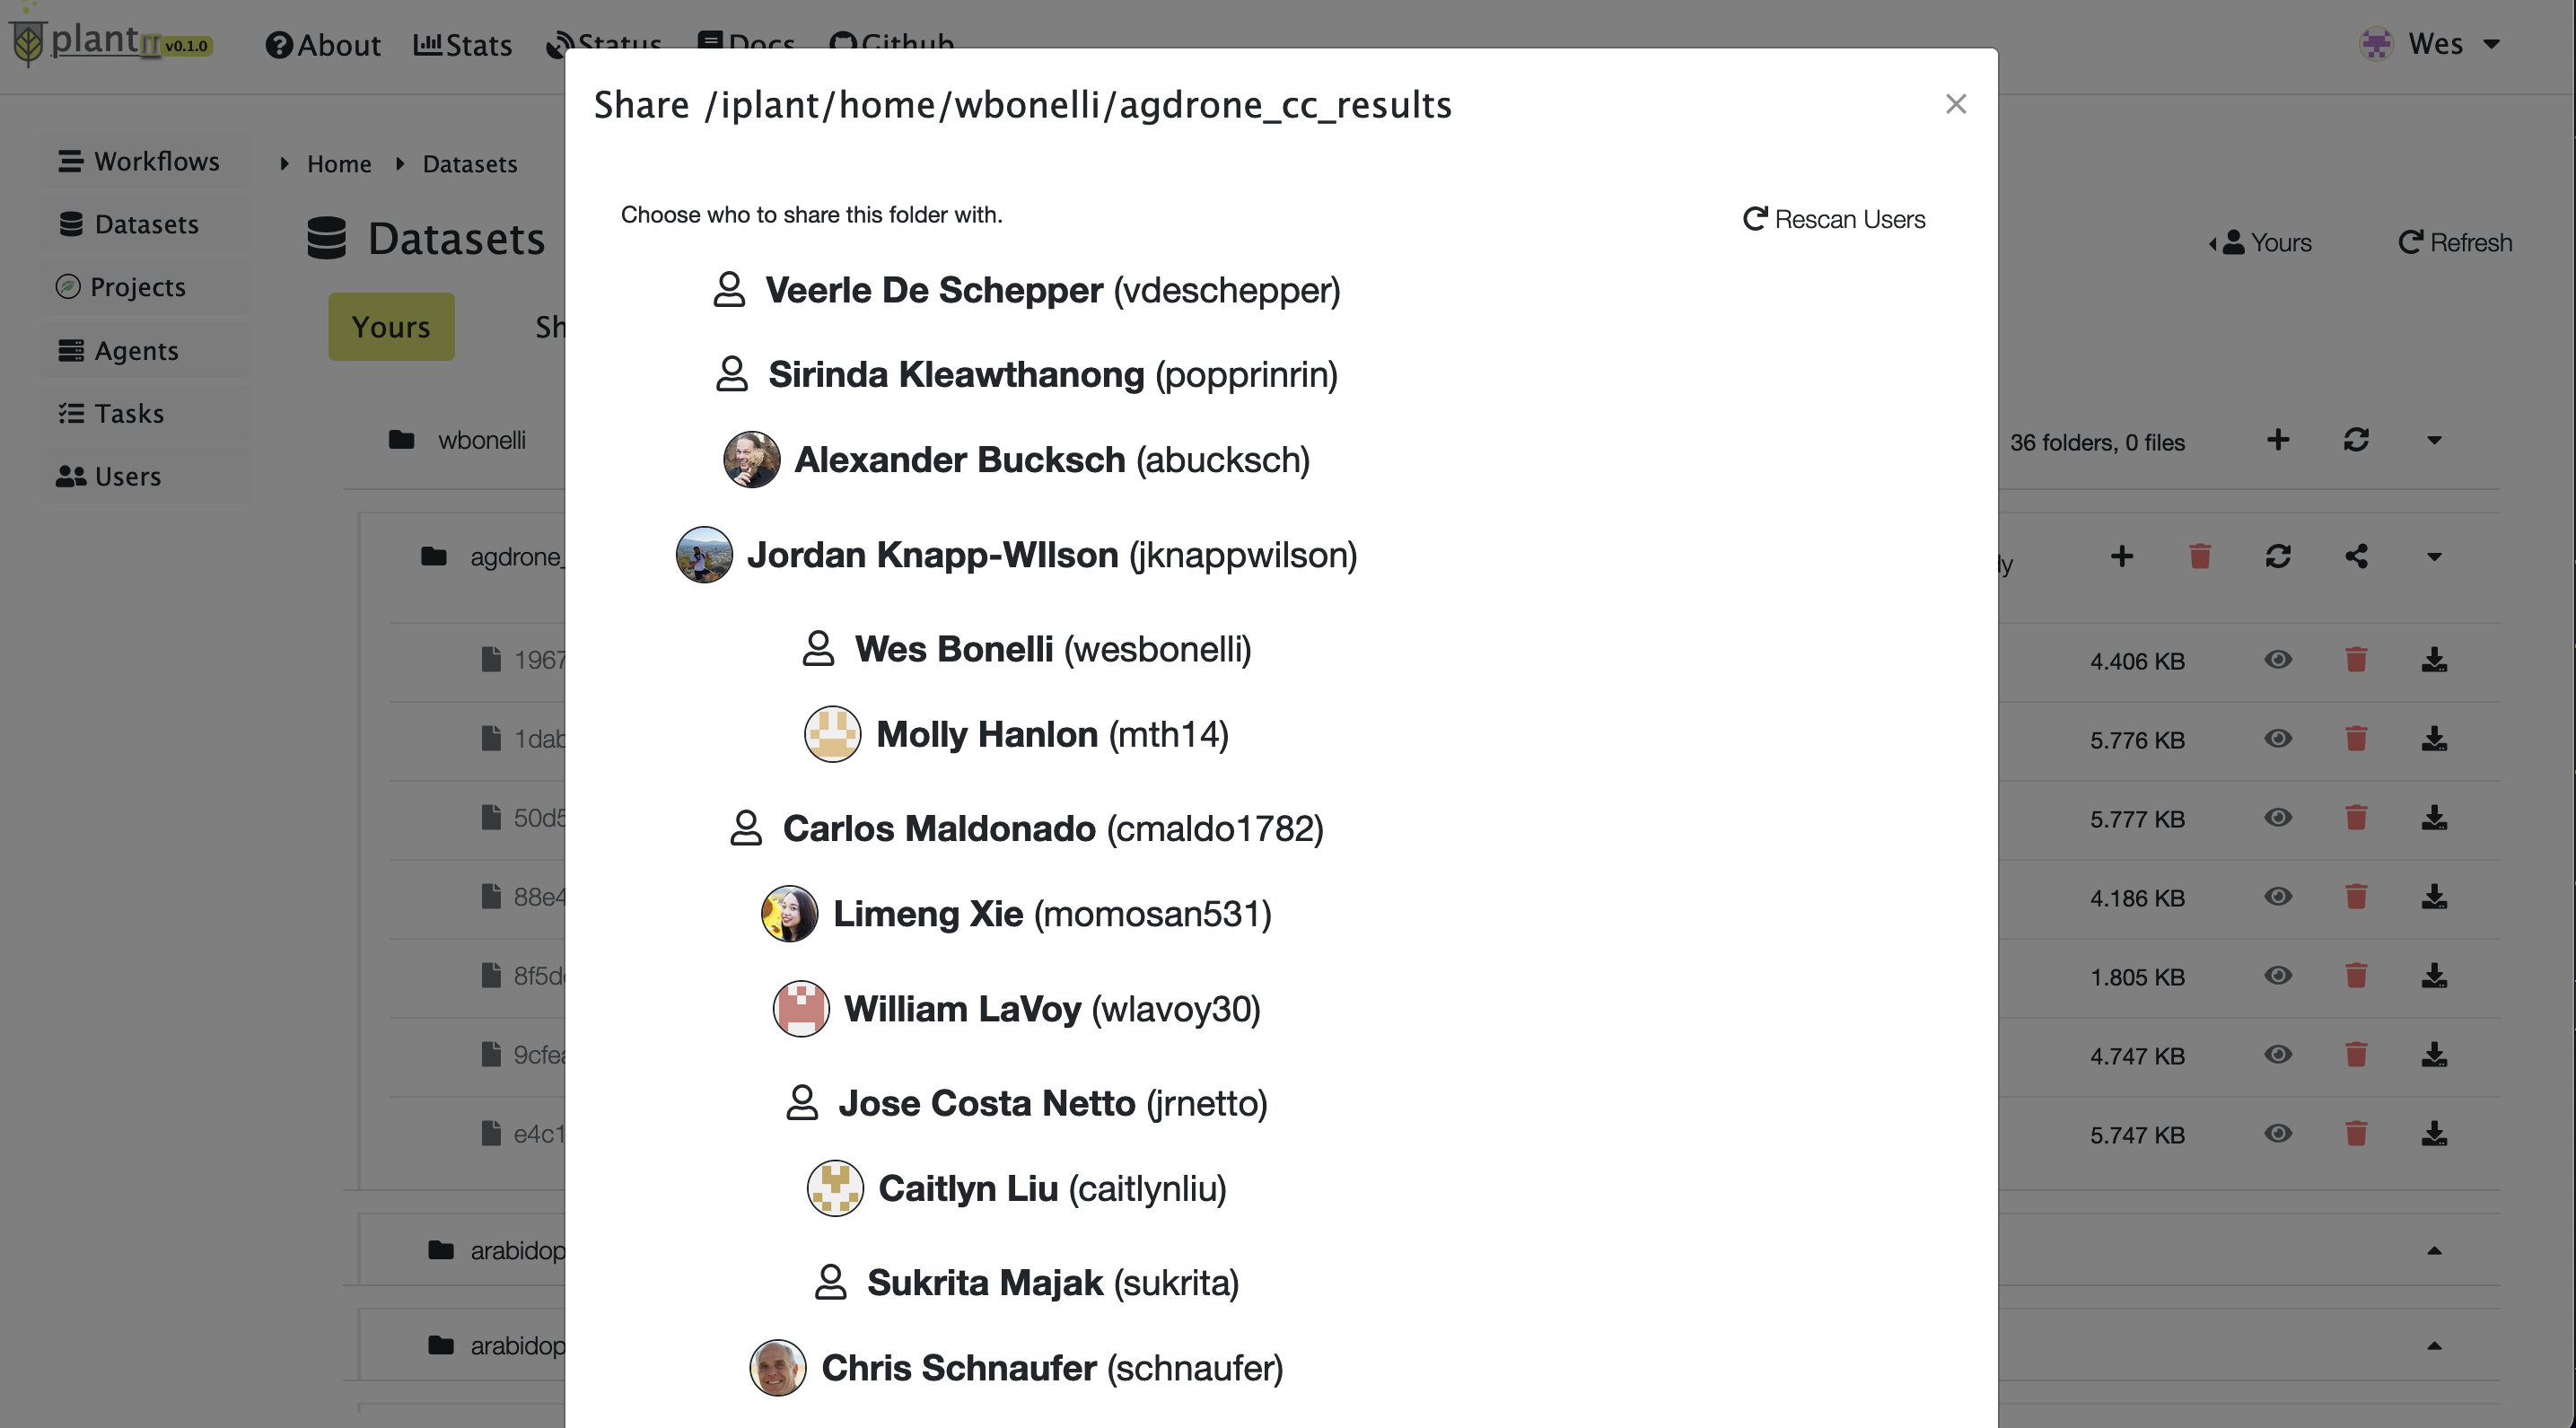 plantIT v0.1.0 About Stats Status Docs Github Wes
Share /iplant/home/wbonelli/agdrone_cc_results ×
Workflows
Datasets
Projects
Agents
Tasks
Users
Home Datasets
Datasets
Yours Refresh
Yours Sh
wbonelli
36 folders, 0 files
agdrone_
ly
1967
4.406 KB
1dab
5.776 KB
50d5
5.777 KB
88e4
4.186 KB
8f5d
1.805 KB
9cfea
4.747 KB
e4c1
5.747 KB
arabidop
arabidop
Choose who to share this folder with.
Rescan Users
Veerle De Schepper (vdeschepper)
Sirinda Kleawthanong (popprinrin)
Alexander Bucksch (abucksch)
Jordan Knapp-WIlson (jknappwilson)
Wes Bonelli (wesbonelli)
Molly Hanlon (mth14)
Carlos Maldonado (cmaldo1782)
Limeng Xie (momosan531)
William LaVoy (wlavoy30)
Jose Costa Netto (jrnetto)
Caitlyn Liu (caitlynliu)
Sukrita Majak (sukrita)
Chris Schnaufer (schnaufer)